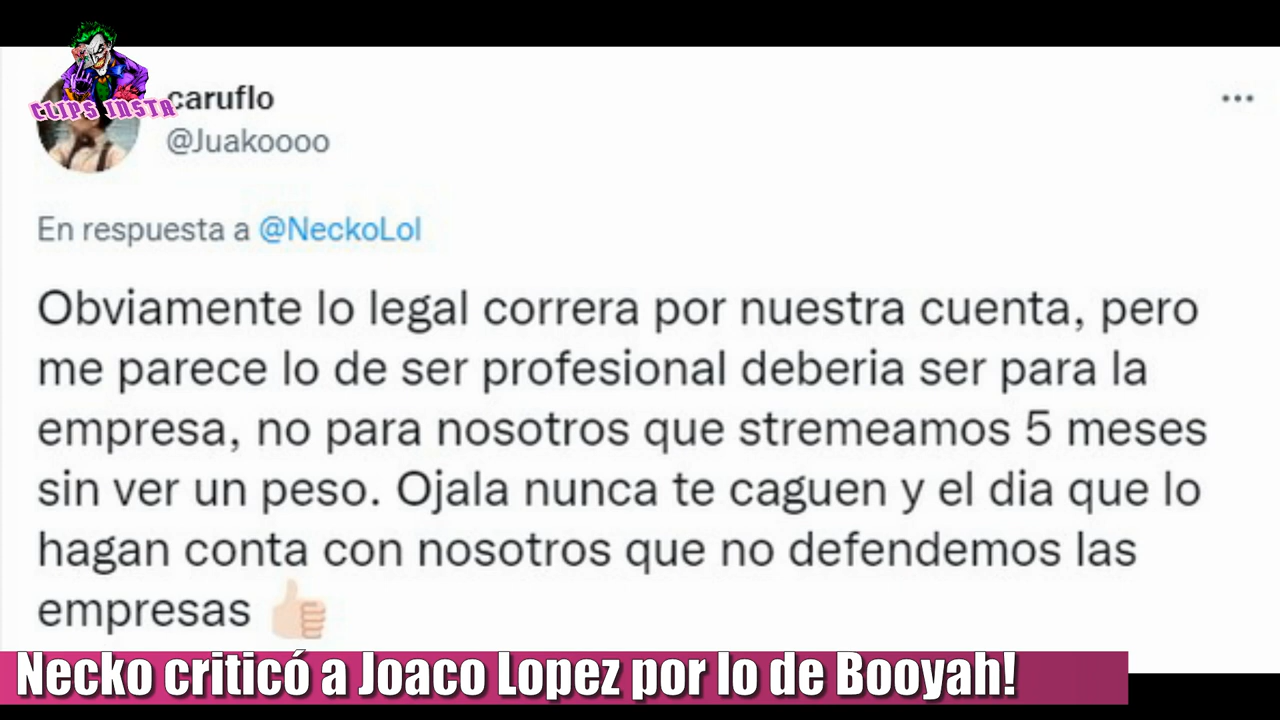 CLIPS INSTA
caruflo
@Juakoooo
En respuesta a @NeckoLol
Obviamente lo legal correra por nuestra cuenta, pero
me parece lo de ser profesional deberia ser para la
empresa, no para nosotros que stremeamos 5 meses
sin ver un peso. Ojala nunca te caguen y el dia que lo
hagan conta con nosotros que no defendemos las
empresas 👍🏻
Necko criticó a Joaco Lopez por lo de Booyah!